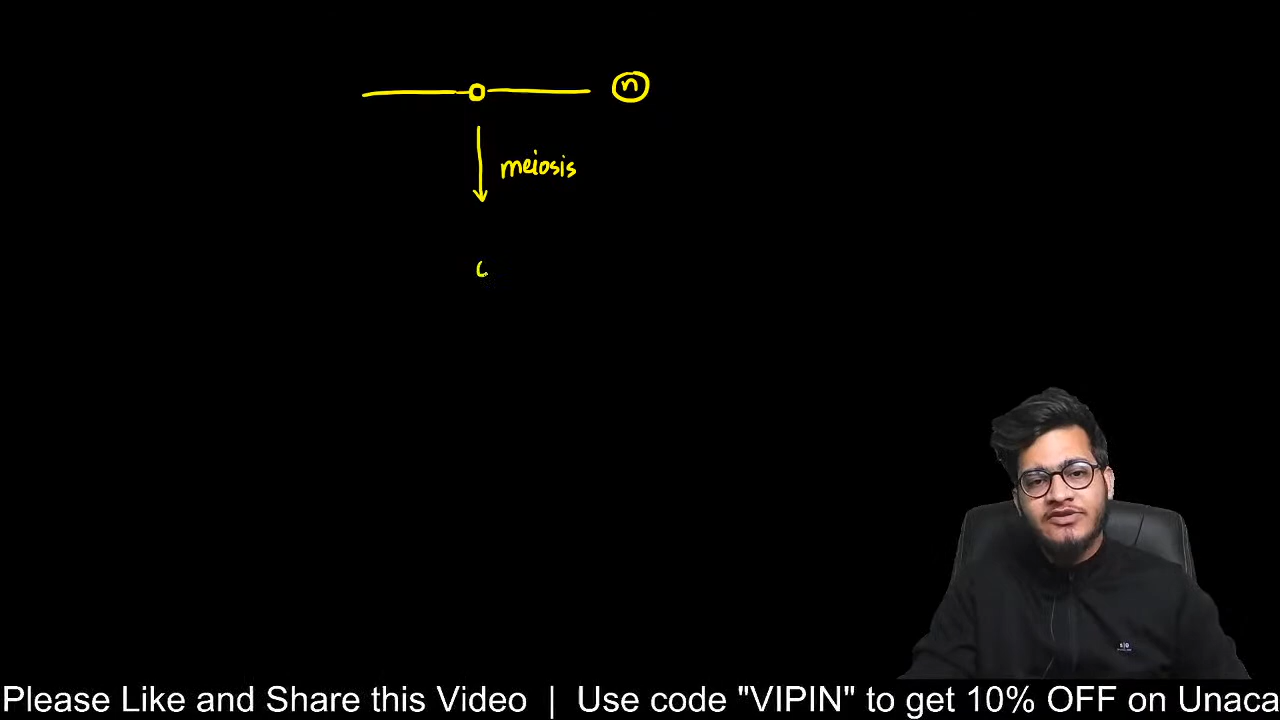 n
meiosis
Please Like and Share this Video | Use code "VIPIN" to get 10% OFF on Unaca